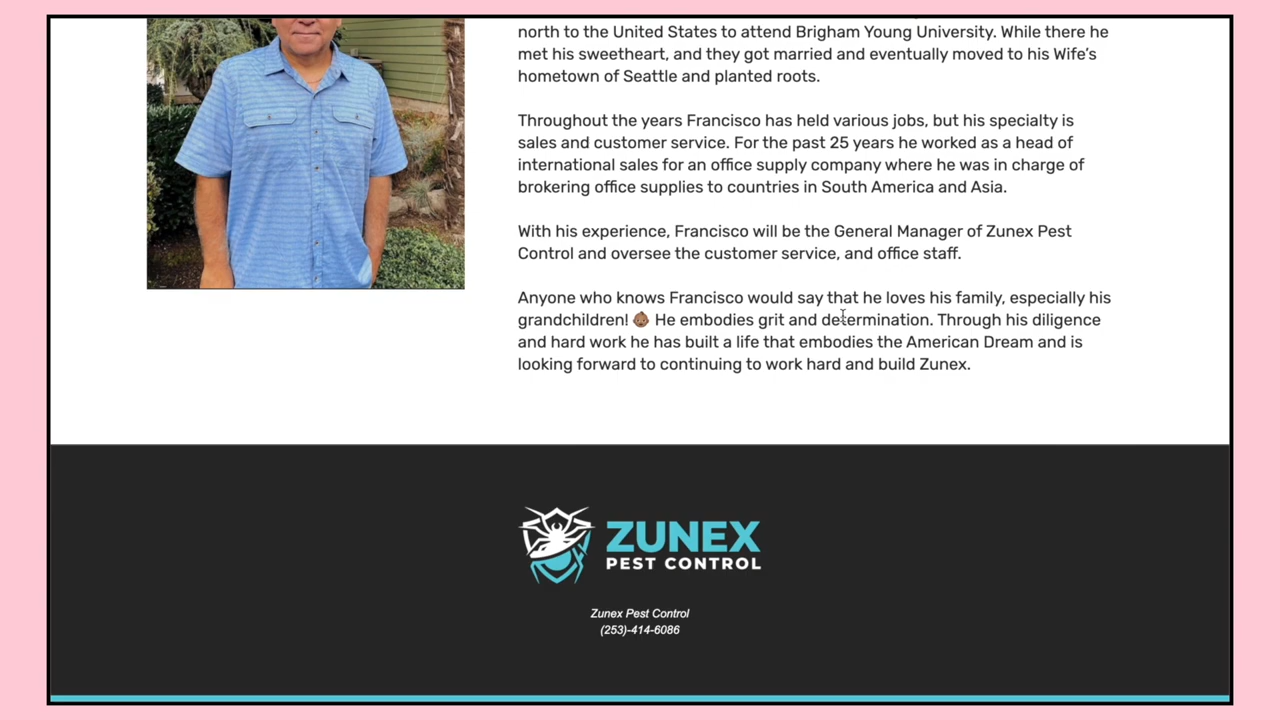 north to the United States to attend Brigham Young University. While there he
met his sweetheart, and they got married and eventually moved to his Wife’s
hometown of Seattle and planted roots.
Throughout the years Francisco has held various jobs, but his specialty is
sales and customer service. For the past 25 years he worked as a head of
international sales for an office supply company where he was in charge of
brokering office supplies to countries in South America and Asia.
With his experience, Francisco will be the General Manager of Zunex Pest
Control and oversee the customer service, and office staff.
Anyone who knows Francisco would say that he loves his family, especially his
grandchildren! 👶🏽 He embodies grit and determination. Through his diligence
and hard work he has built a life that embodies the American Dream and is
looking forward to continuing to work hard and build Zunex.
ZUNEX
PEST CONTROL
Zunex Pest Control
(253)-414-6086